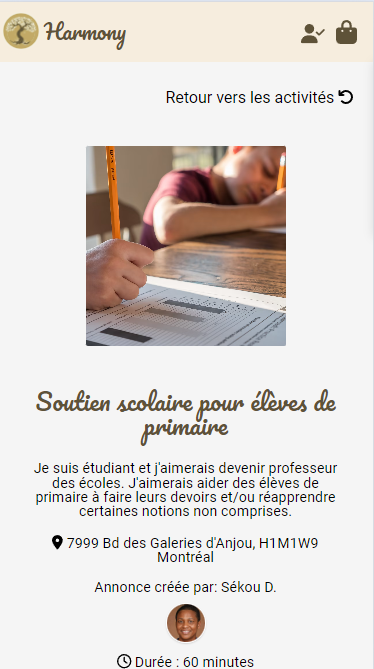 Harmony
Retour vers les activités
Soutien scolaire pour élèves de
primaire
Je suis étudiant et j'aimerais devenir professeur
des écoles. J'aimerais aider des élèves de
primaire à faire leurs devoirs et/ou réapprendre
certaines notions non comprises.
7999 Bd des Galeries d'Anjou, H1M1W9
Montréal
Annonce créée par: Sékou D.
Durée : 60 minutes